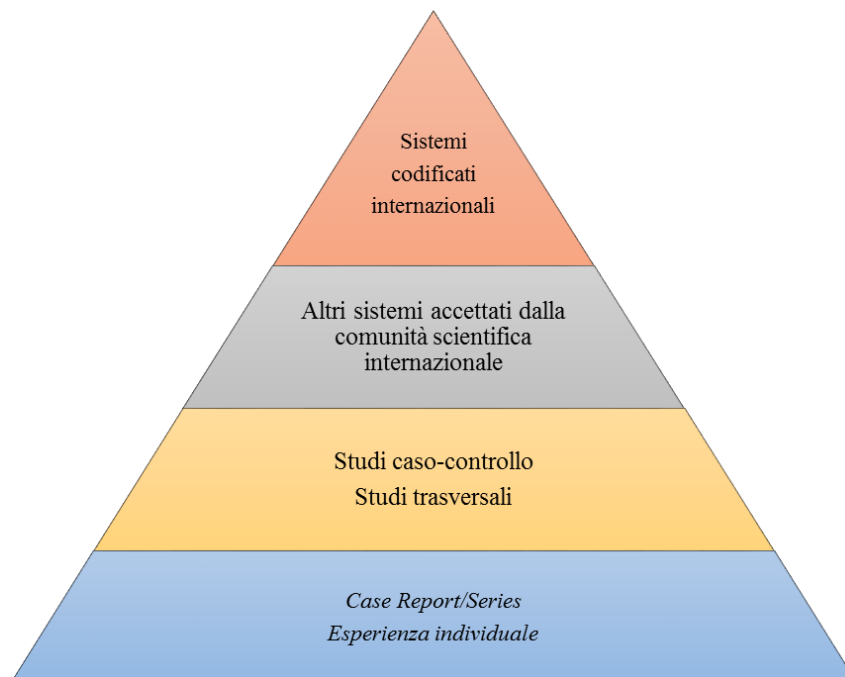 Sistemi
codificati
internazionali
Altri sistemi accettati dalla
comunità scientifica
internazionale
Studi caso-controllo
Studi trasversali
Case Report/Series
Esperienza individuale